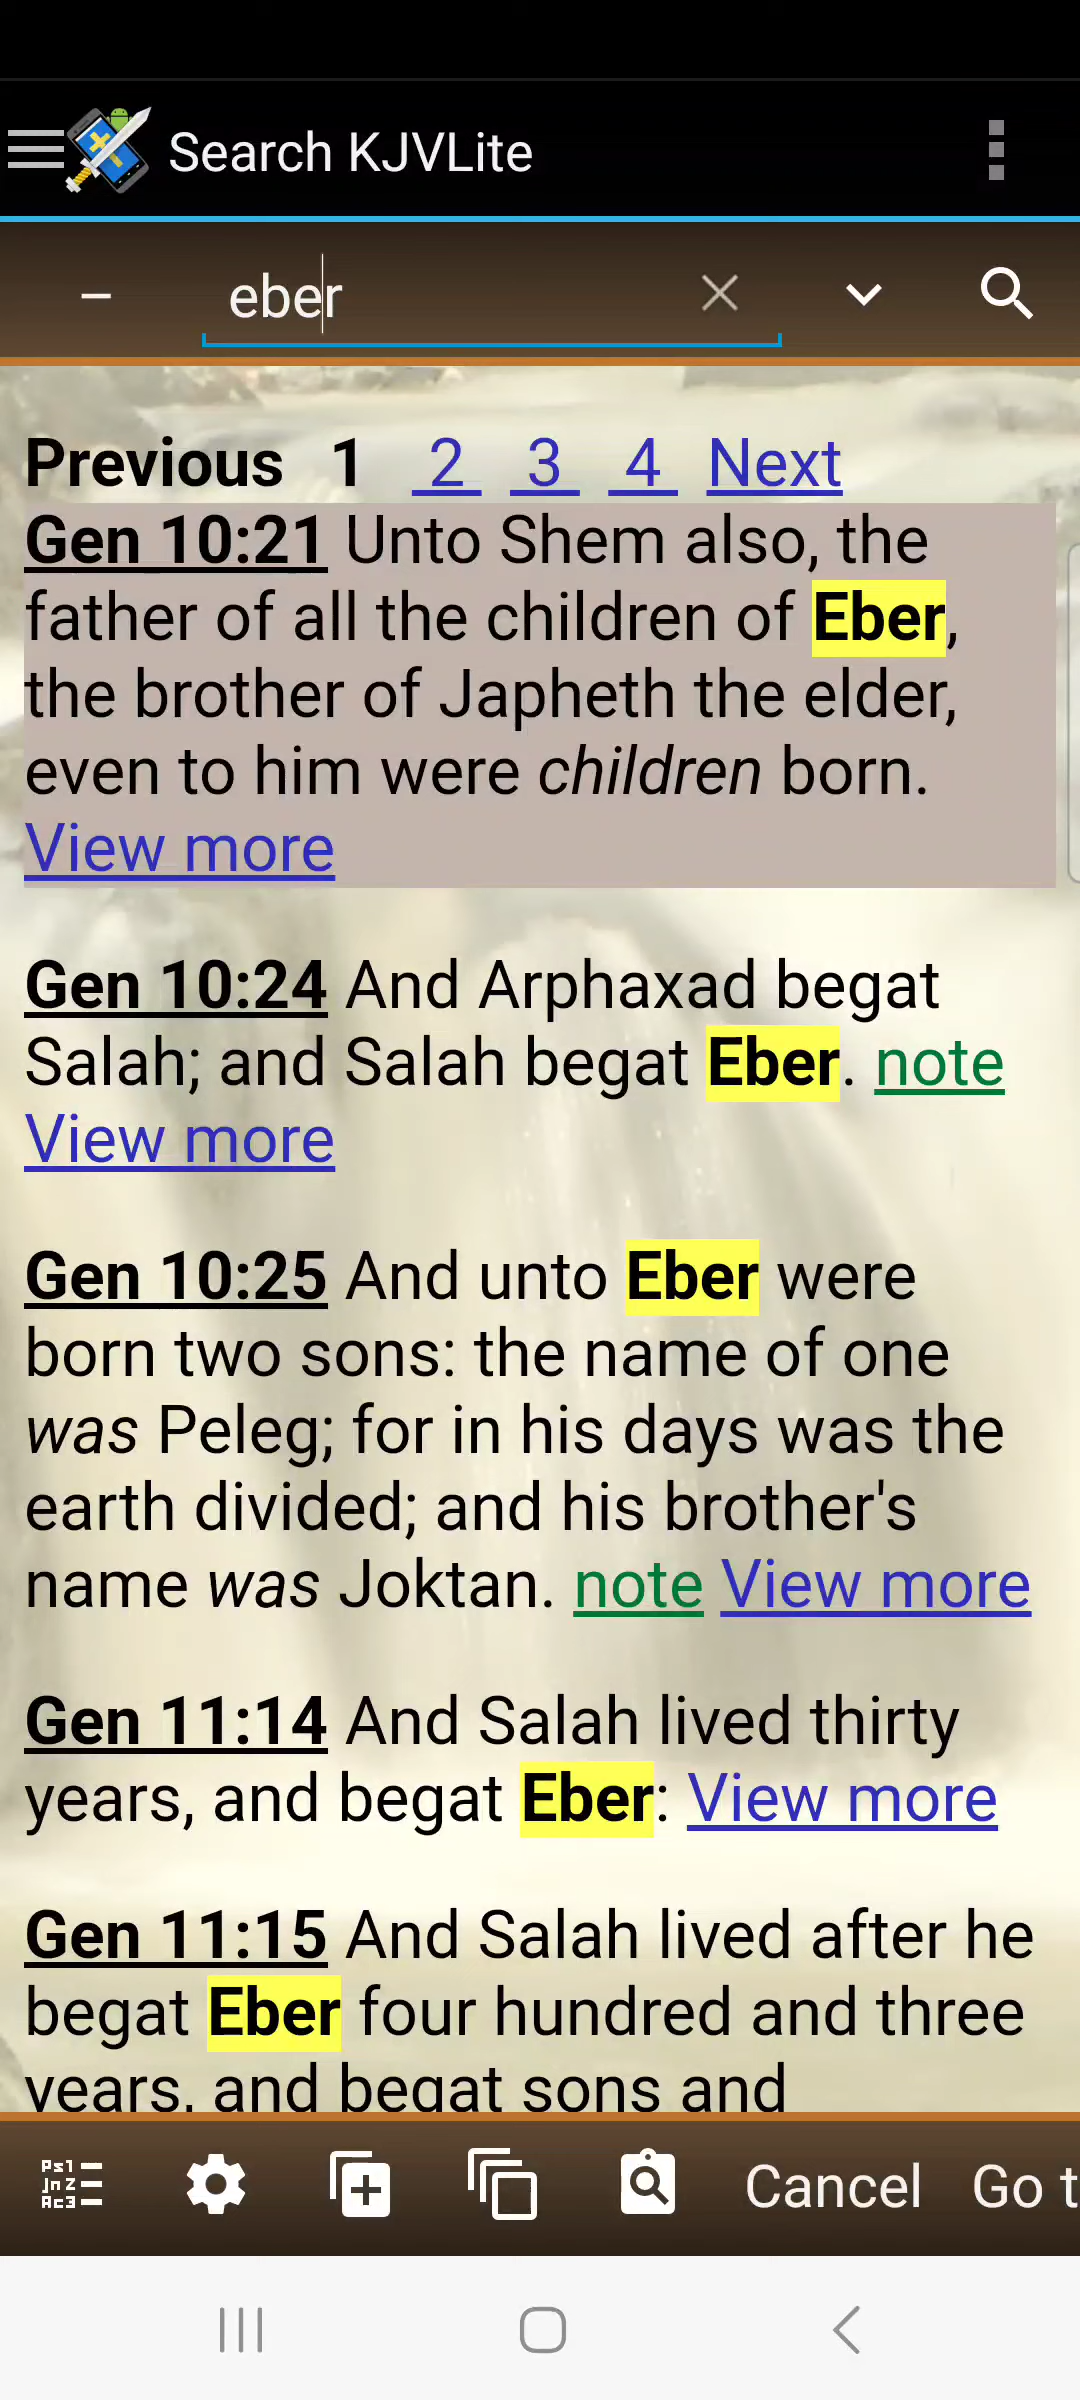 Search KJVLite
eber
Previous 1 2 3 4 Next
Gen 10:21 Unto Shem also, the
father of all the children of Eber,
the brother of Japheth the elder,
even to him were children born.
View more
Gen 10:24 And Arphaxad begat
Salah; and Salah begat Eber. note
View more
Gen 10:25 And unto Eber were
born two sons: the name of one
was Peleg; for in his days was the
earth divided; and his brother's
name was Joktan. note View more
Gen 11:14 And Salah lived thirty
years, and begat Eber: View more
Gen 11:15 And Salah lived after he
begat Eber four hundred and three
years, and begat sons and
Ps1
Jn2
Ac3
Cancel Go t